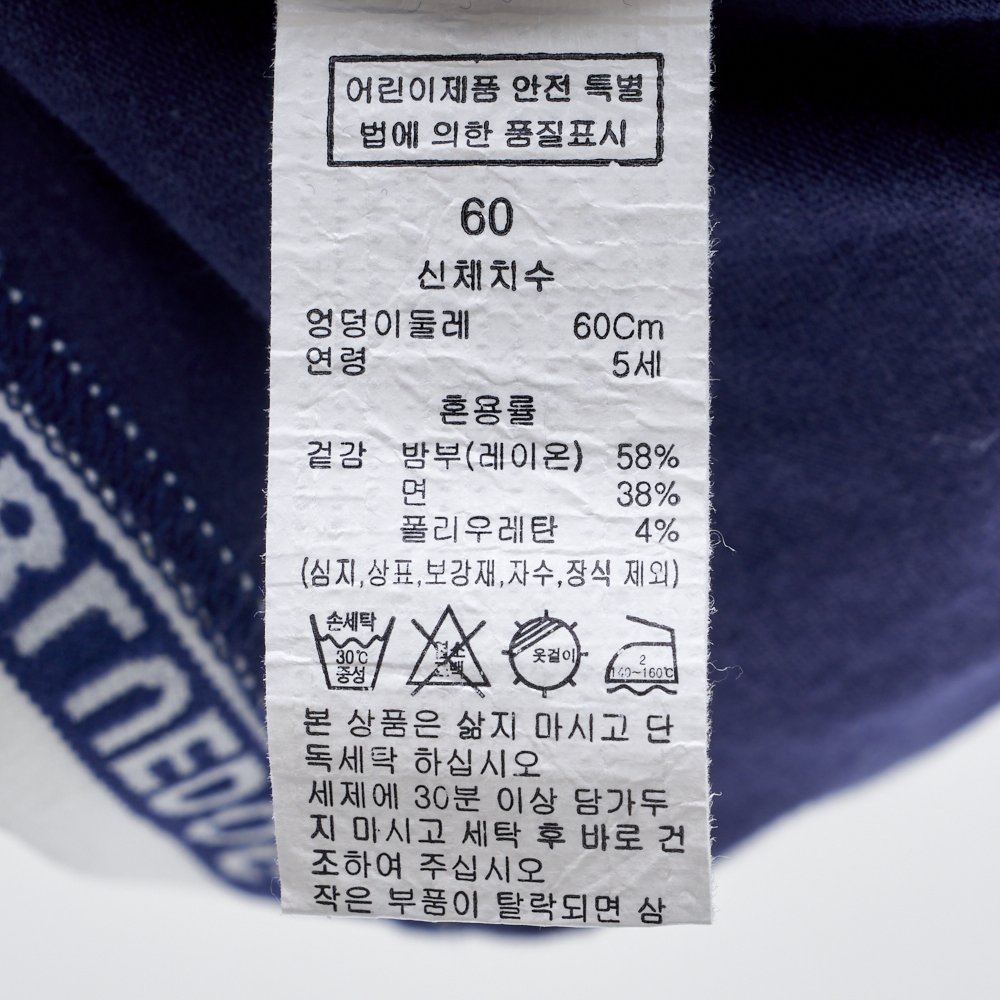 어린이제품 안전 특별
법에 의한 품질표시
60
신체치수
엉덩이둘레 60Cm
연령 5세
혼용률
겉감 밤부(레이온) 58%
면 38%
폴리우레탄 4%
(심지,상표,보강재,자수,장식 제외)
손세탁
30℃
중성
옷걸이
2
140~160℃
본 상품은 삶지 마시고 단
독세탁 하십시오
세제에 30분 이상 담가두
지 마시고 세탁 후 바로 건
조하여 주십시오
작은 부품이 탈락되면 삼